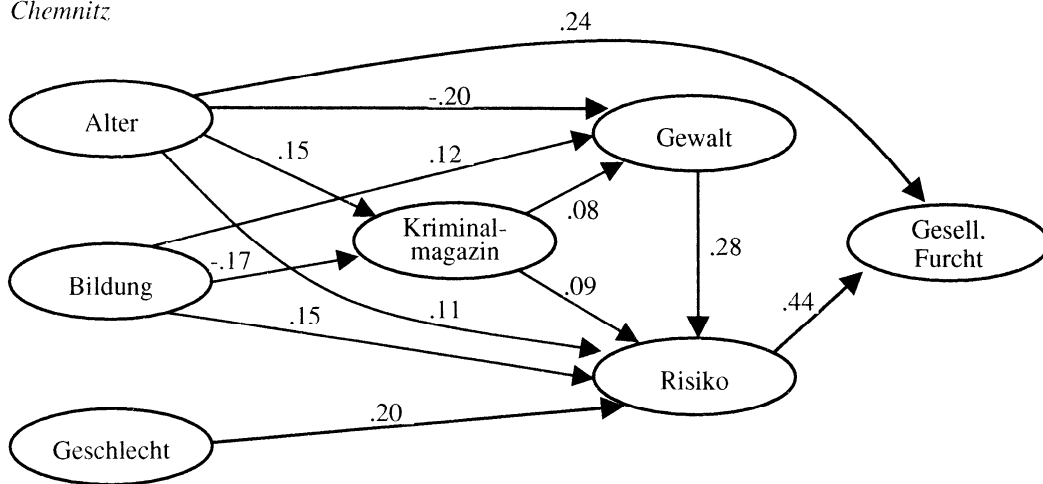 Chemnitz
.24
Alter
-.20
Gewalt
.15
.12
.08
Kriminal-
magazin
Gesell.
Furcht
.28
Bildung
-.17
.09
.44
.15
.11
Risiko
.20
Geschlecht